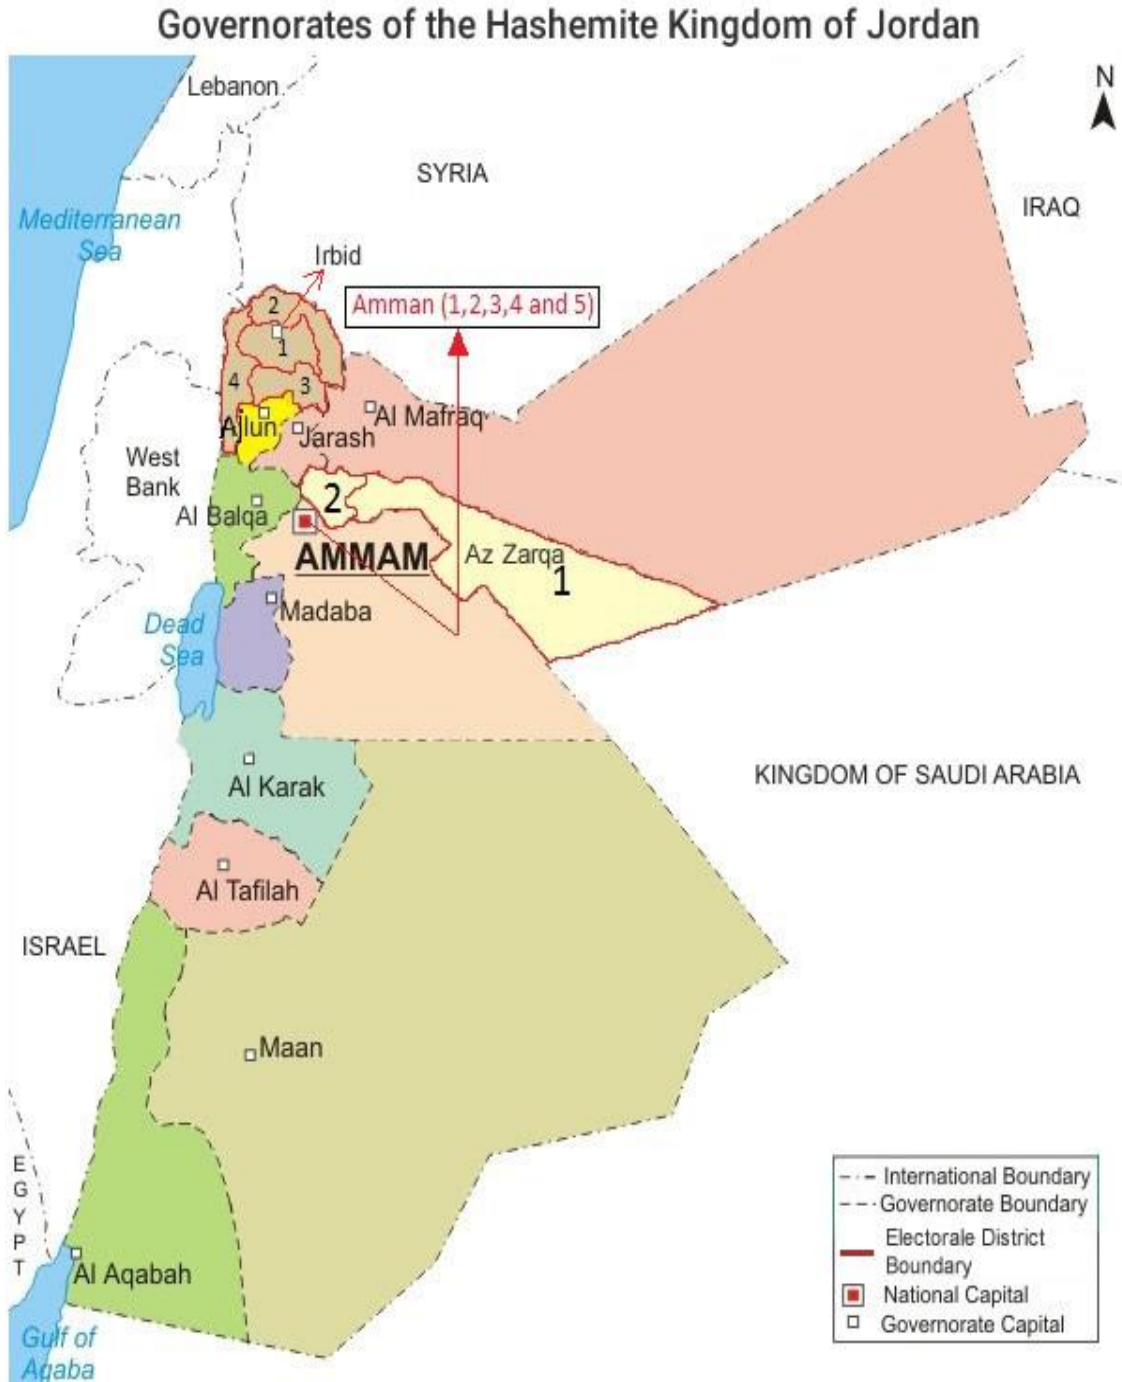 Governorates of the Hashemite Kingdom of Jordan
Lebanon
N
SYRIA
IRAQ
Mediterranean
Sea
Irbid
Amman (1,2,3,4 and 5)
2
1
4
3
Ajlun
Al Mafraq
Jarash
West
Bank
2
Al Balqa
AMMAM
Az Zarqa
1
Madaba
Dead
Sea
KINGDOM OF SAUDI ARABIA
Al Karak
Al Tafilah
ISRAEL
Maan
E
G
Y
P
T
Al Aqabah
Gulf of
Aqaba
International Boundary
Governorate Boundary
Electorale District
Boundary
National Capital
Governorate Capital